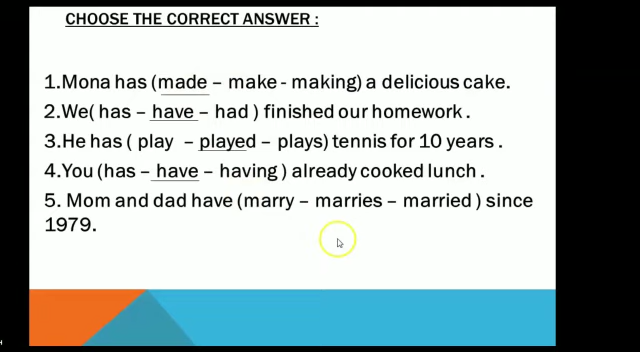 CHOOSE THE CORRECT ANSWER :
1.Mona has (made – make - making) a delicious cake.
2.We( has – have – had ) finished our homework .
3.He has ( play – played – plays) tennis for 10 years .
4.You (has – have – having ) already cooked lunch .
5. Mom and dad have (marry – marries – married ) since
1979.
H